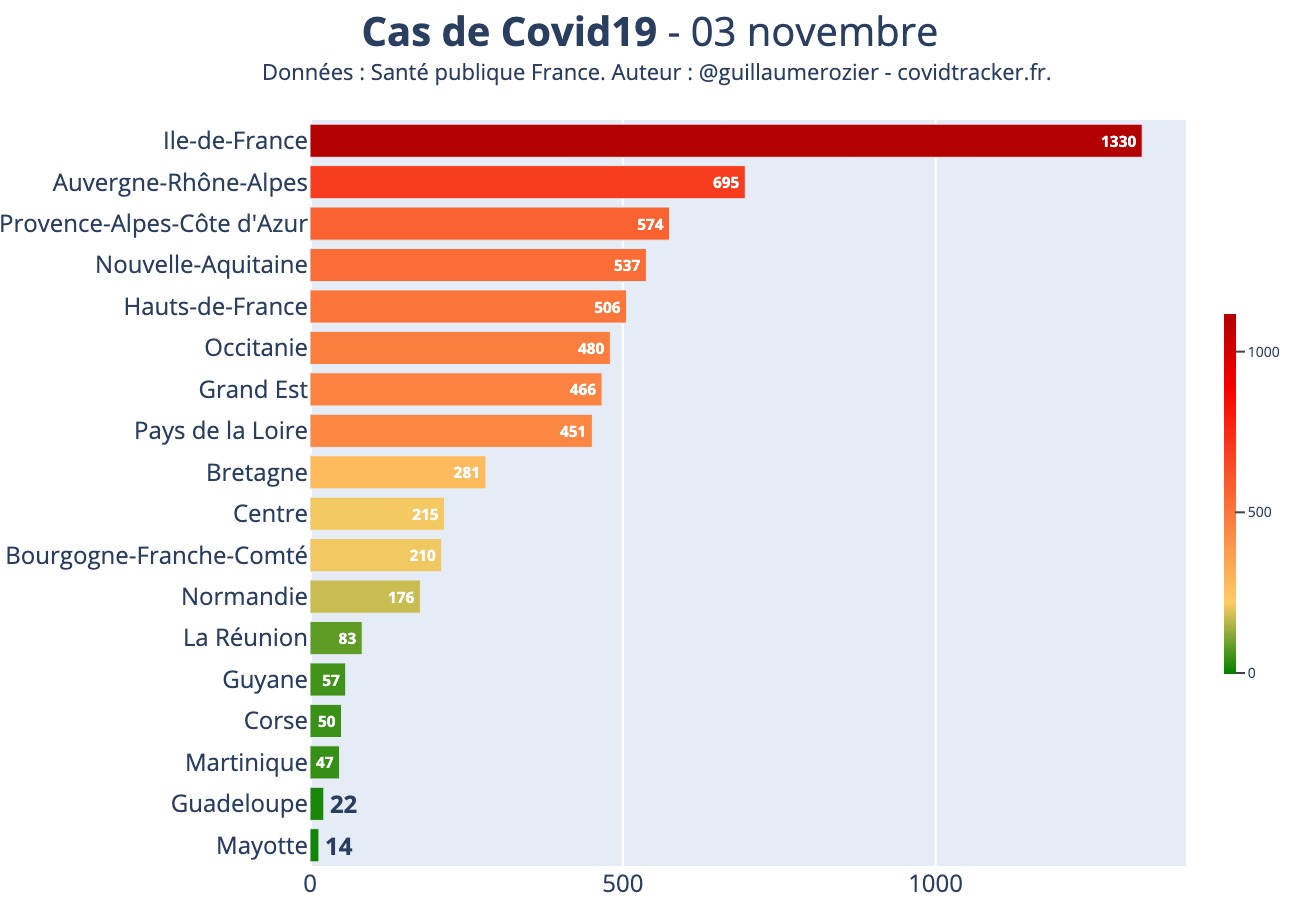 Cas de Covid19 - 03 novembre
Données : Santé publique France. Auteur : @guillaumerozier - covidtracker.fr.
Ile-de-France 1330
Auvergne-Rhône-Alpes 695
Provence-Alpes-Côte d'Azur 574
Nouvelle-Aquitaine 537
Hauts-de-France 506
Occitanie 480
Grand Est 466
Pays de la Loire 451
Bretagne 281
Centre 215
Bourgogne-Franche-Comté 210
Normandie 176
La Réunion 83
Guyane 57
Corse 50
Martinique 47
Guadeloupe 22
Mayotte 14
0 500 1000
1000
500
0